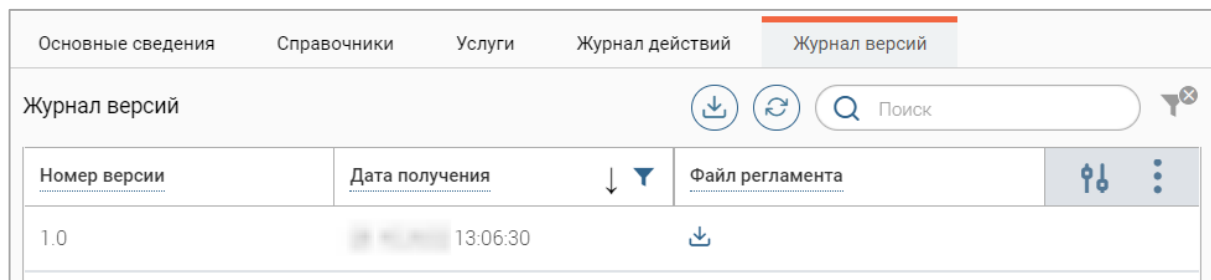 Основные сведения Справочники Услуги Журнал действий Журнал версий
Журнал версий Поиск
Номер версии Дата получения Файл регламента
1.0 13:06:30